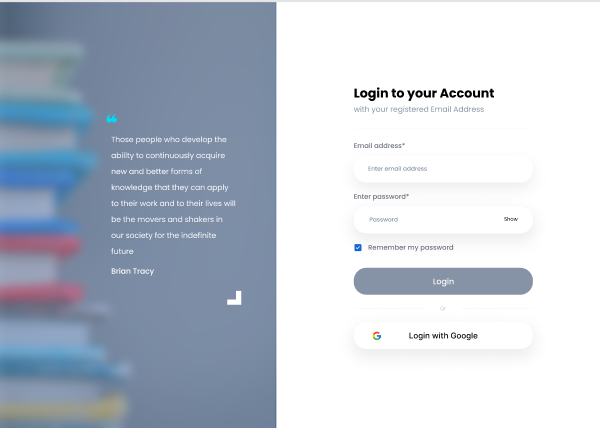 ❝
Those people who develop the
ability to continuously acquire
new and better forms of
knowledge that they can apply
to their work and to their lives will
be the movers and shakers in
our society for the indefinite
future
Brian Tracy
Login to your Account
with your registered Email Address
Email address*
Enter email address
Enter password*
Password Show
Remember my password
Login
Or
Login with Google